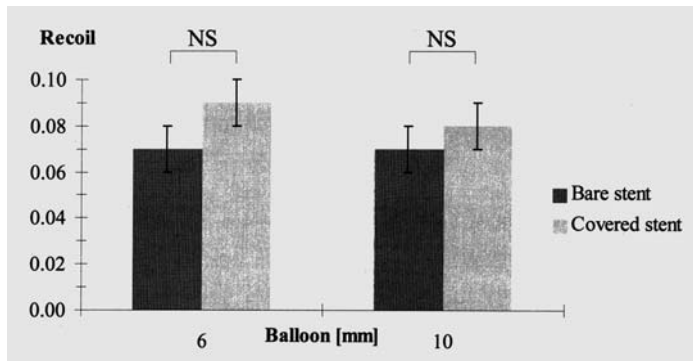 Recoil
NS
NS
0.10
0.08
0.06
0.04
0.02
0.00
Bare stent
Covered stent
6
Balloon [mm]
10